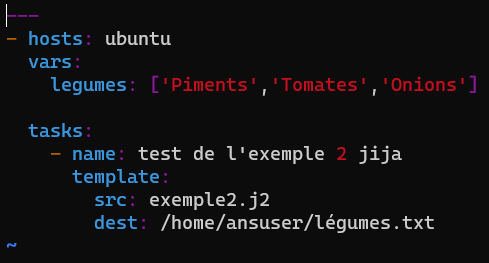 ---
- hosts: ubuntu
  vars:
    legumes: ['Piments','Tomates','Onions']

  tasks:
    - name: test de l'exemple 2 jija
      template:
        src: exemple2.j2
        dest: /home/ansuser/légumes.txt
~